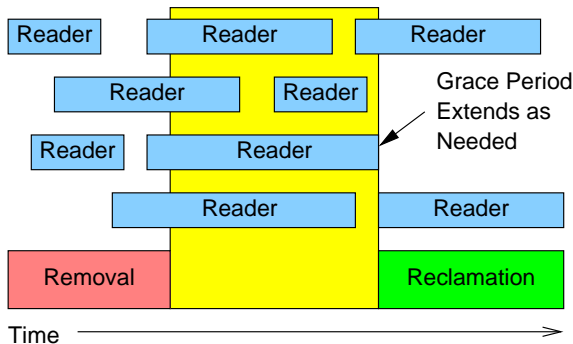 Reader
Reader
Reader
Reader
Reader
Grace Period
Extends as
Needed
Reader
Reader
Reader
Reader
Removal
Reclamation
Time